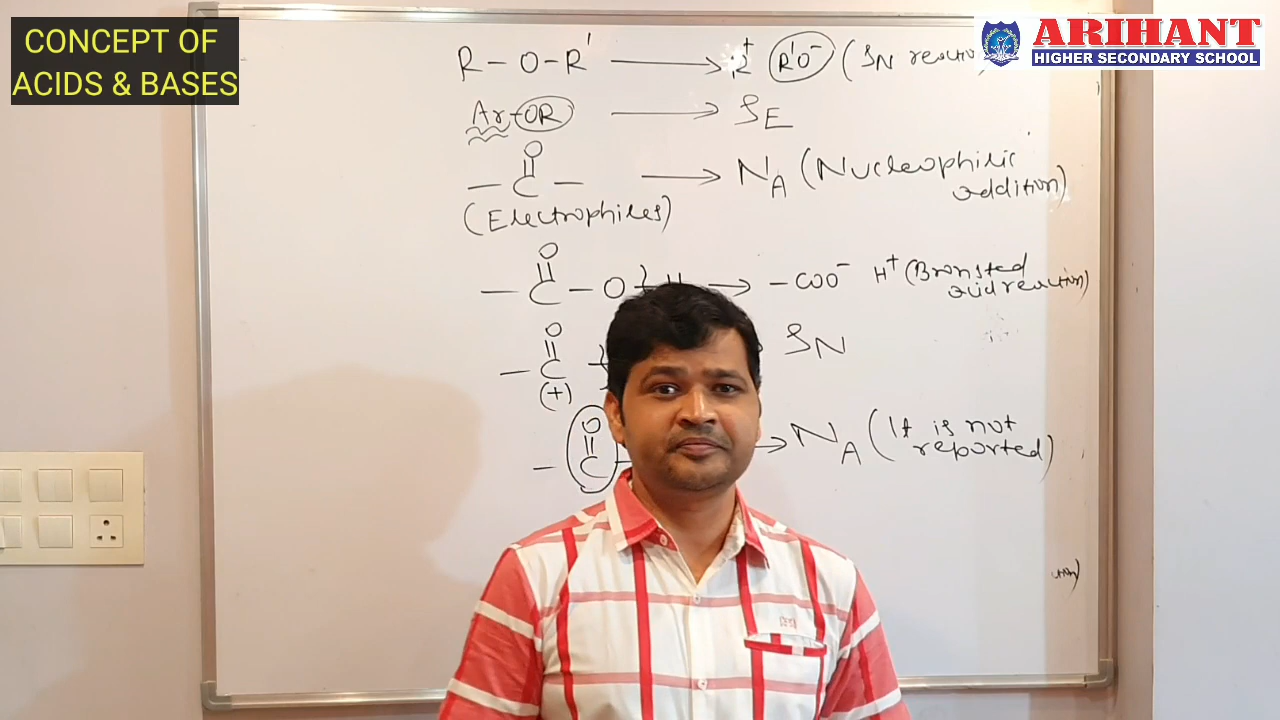 CONCEPT OF
ACIDS & BASES
ARIHANT
HIGHER SECONDARY SCHOOL
R-O-R' → R⁺ R'O⁻ (SN reaction
Ar-OR → SE
O
-C- → NA (Nucleophilic
addition)
(Electrophiles)
O
-C-O → -COO⁻ H⁺ (Bronsted
acid reaction)
O
-C SN
(+)
O
-C → NA (It is not
reported)